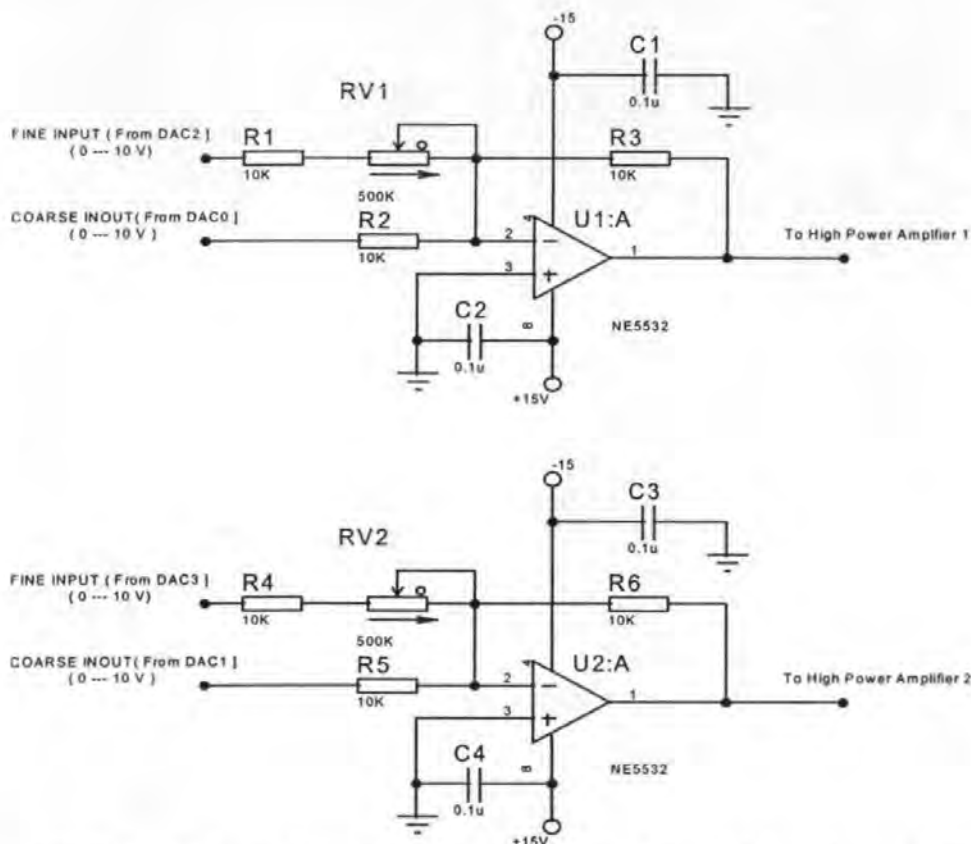 -15
C1
0.1u
RV1
FINE INPUT ( From DAC2 ]
( 0 --- 10 V)
R1
10K
500K
R3
10K
COARSE INOUT( From DAC0 ]
( 0 --- 10 V )
R2
10K
4
2
3
U1:A
1
To High Power Amplfier 1
C2
0.1u
8
NE5532
+15V
-15
C3
0.1u
RV2
FINE INPUT ( From DAC3 ]
( 0 --- 10 V)
R4
10K
500K
R6
10K
COARSE INOUT( From DAC1 ]
( 0 --- 10 V )
R5
10K
4
2
3
U2:A
1
To High Power Amplifier 2
C4
0.1u
8
NE5532
+15V